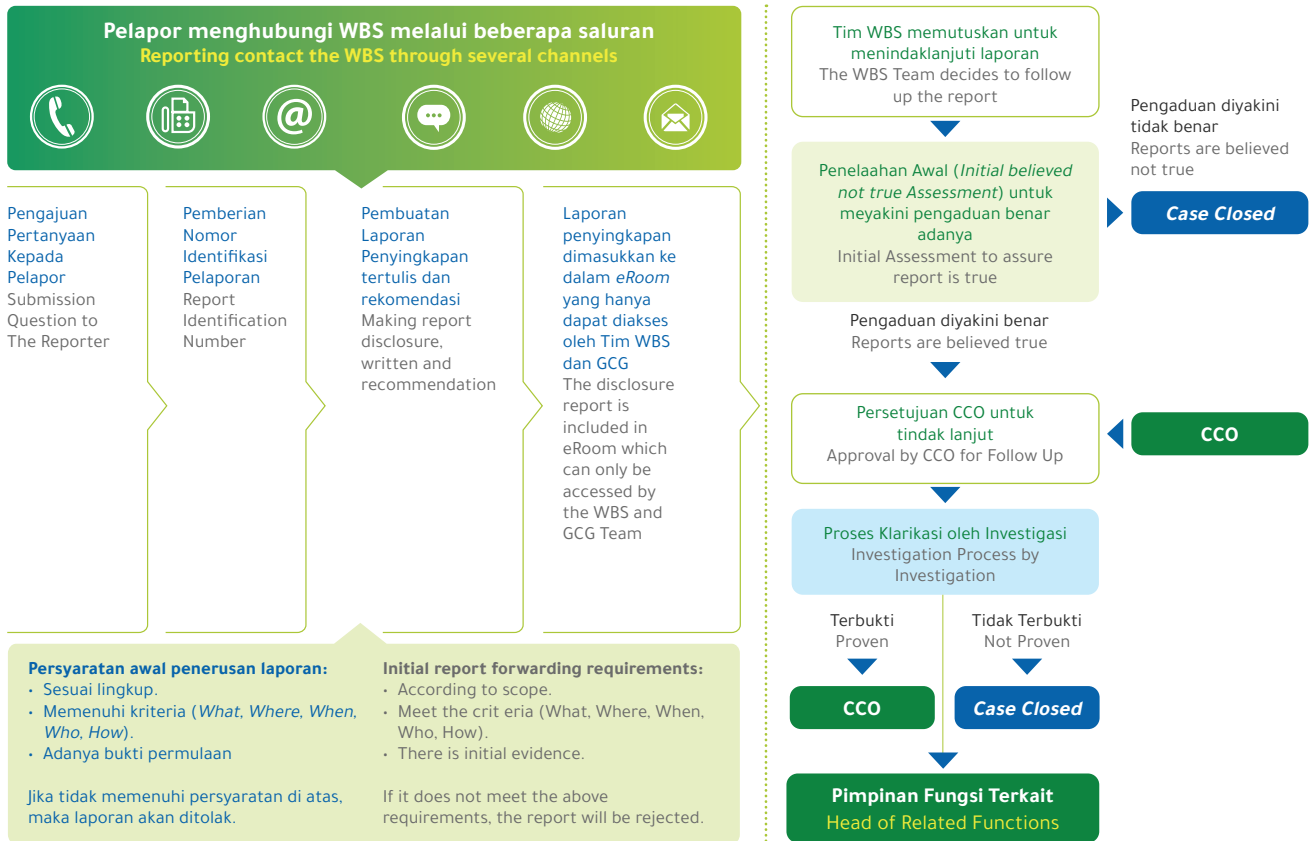 Pelapor menghubungi WBS melalui beberapa saluran
Reporting contact the WBS through several channels
Pengajuan
Pertanyaan
Kepada
Pelapor
Submission
Question to
The Reporter
Pemberian
Nomor
Identifikasi
Pelaporan
Report
Identification
Number
Pembuatan
Laporan
Penyingkapan
tertulis dan
rekomendasi
Making report
disclosure,
written and
recommendation
Laporan
penyingkapan
dimasukkan ke
dalam eRoom
yang hanya
dapat diakses
oleh Tim WBS
dan GCG
The disclosure
report is
included in
eRoom which
can only be
accessed by
the WBS and
GCG Team
Persyaratan awal penerusan laporan:
• Sesuai lingkup.
• Memenuhi kriteria (What, Where, When,
Who, How).
• Adanya bukti permulaan
Jika tidak memenuhi persyaratan di atas,
maka laporan akan ditolak.
Initial report forwarding requirements:
• According to scope.
• Meet the crit eria (What, Where, When,
Who, How).
• There is initial evidence.
If it does not meet the above
requirements, the report will be rejected.
Tim WBS memutuskan untuk
menindaklanjuti laporan
The WBS Team decides to follow
up the report
Penelaahan Awal (Initial believed
not true Assessment) untuk
meyakini pengaduan benar
adanya
Initial Assessment to assure
report is true
Pengaduan diyakini
tidak benar
Reports are believed
not true
Case Closed
Pengaduan diyakini benar
Reports are believed true
Persetujuan CCO untuk
tindak lanjut
Approval by CCO for Follow Up
CCO
Proses Klarikasi oleh Investigasi
Investigation Process by
Investigation
Terbukti
Proven
Tidak Terbukti
Not Proven
CCO
Case Closed
Pimpinan Fungsi Terkait
Head of Related Functions